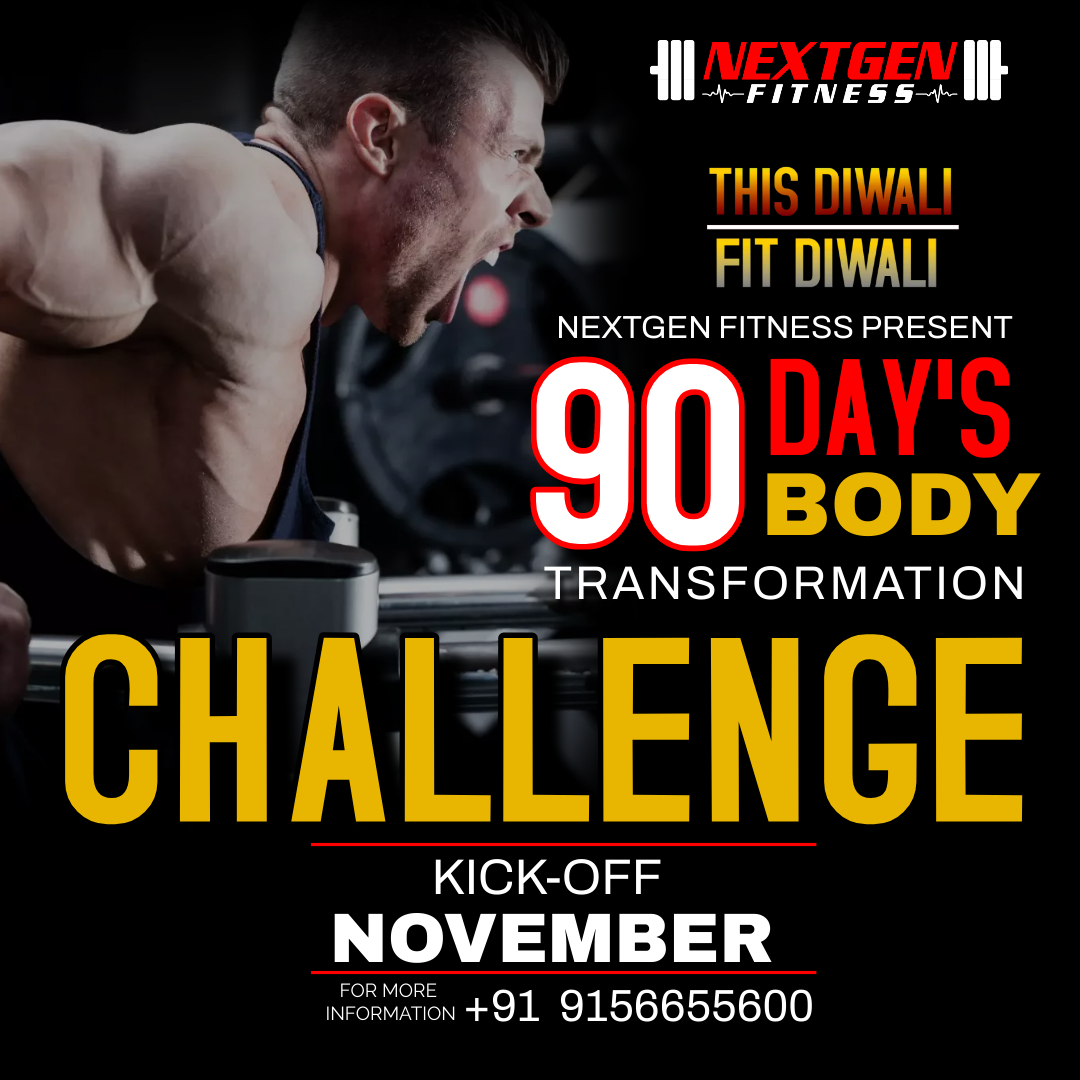 NEXTGEN
FITNESS
THIS DIWALI
FIT DIWALI
NEXTGEN FITNESS PRESENT
90 DAY'S
BODY
TRANSFORMATION
CHALLENGE
KICK-OFF
NOVEMBER
FOR MORE
INFORMATION +91 9156655600